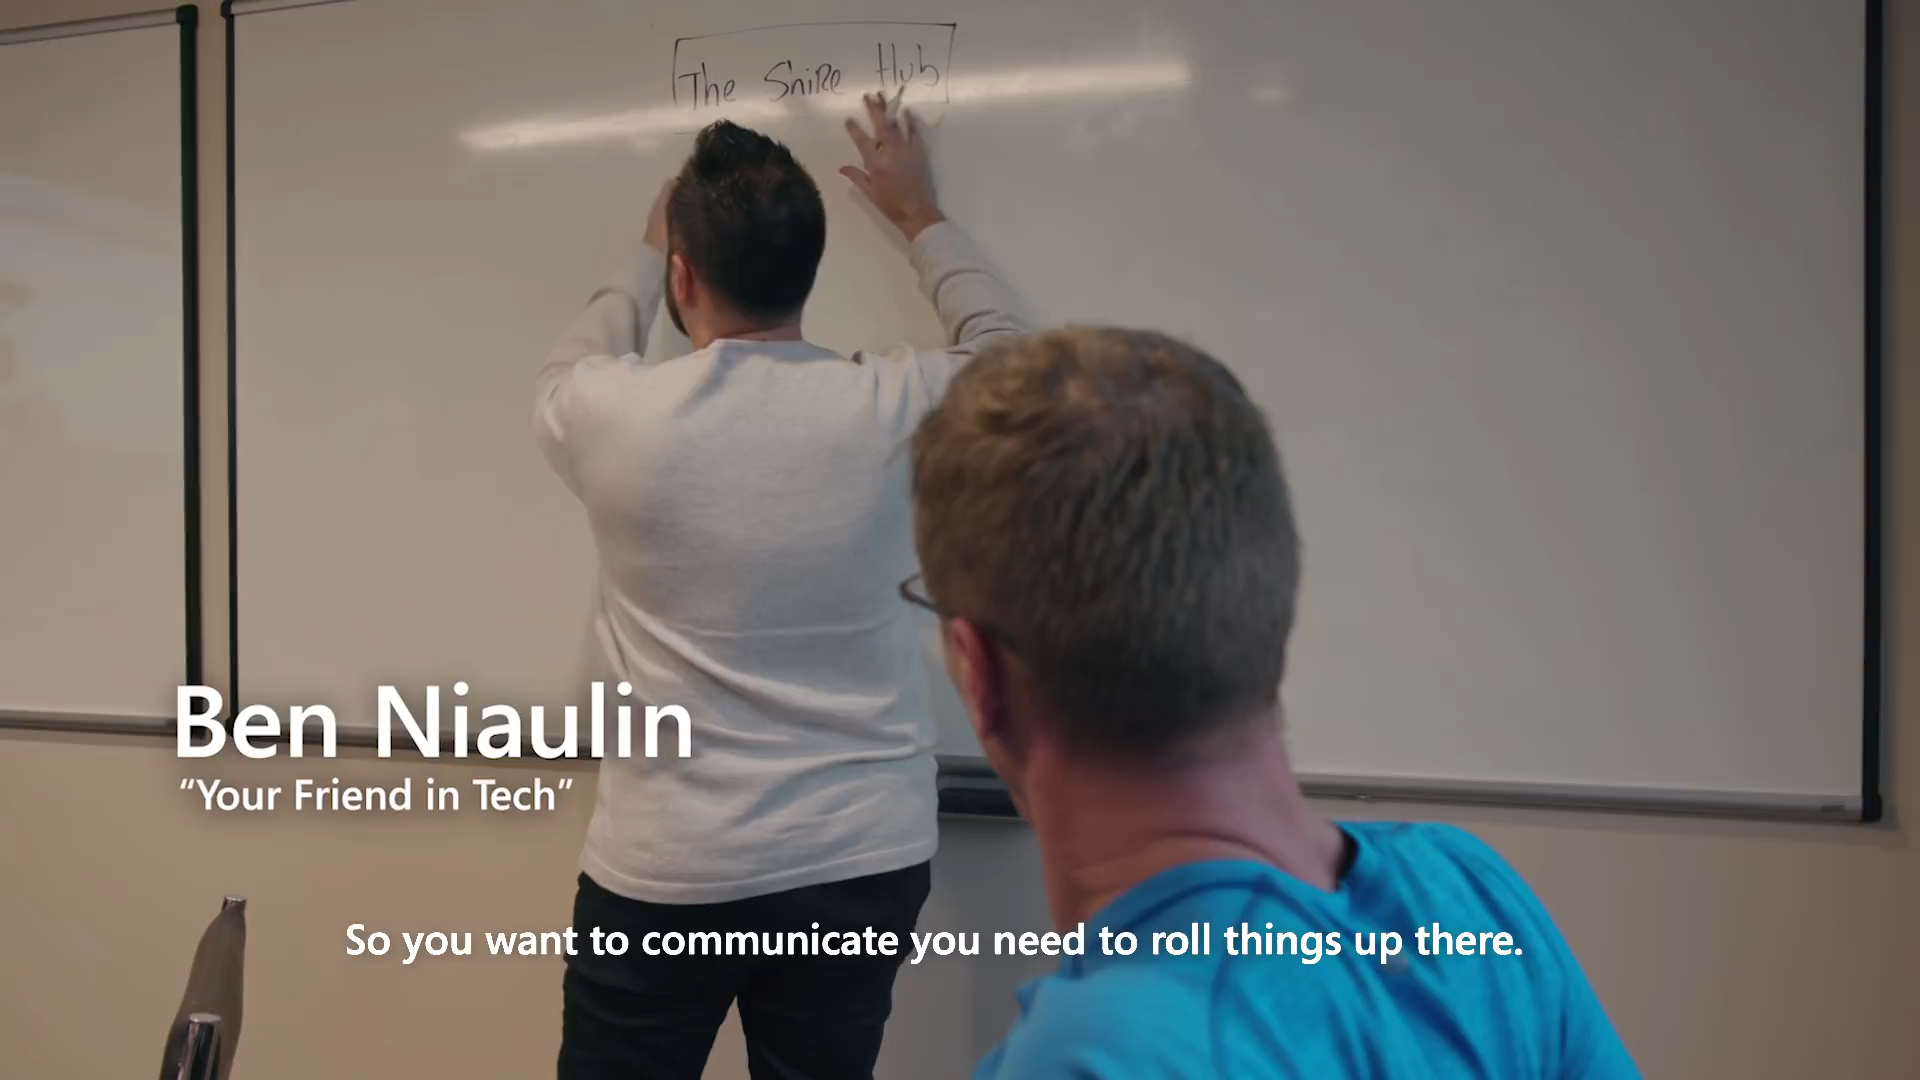 The Shire Hub
Ben Niaulin
“Your Friend in Tech”
So you want to communicate you need to roll things up there.